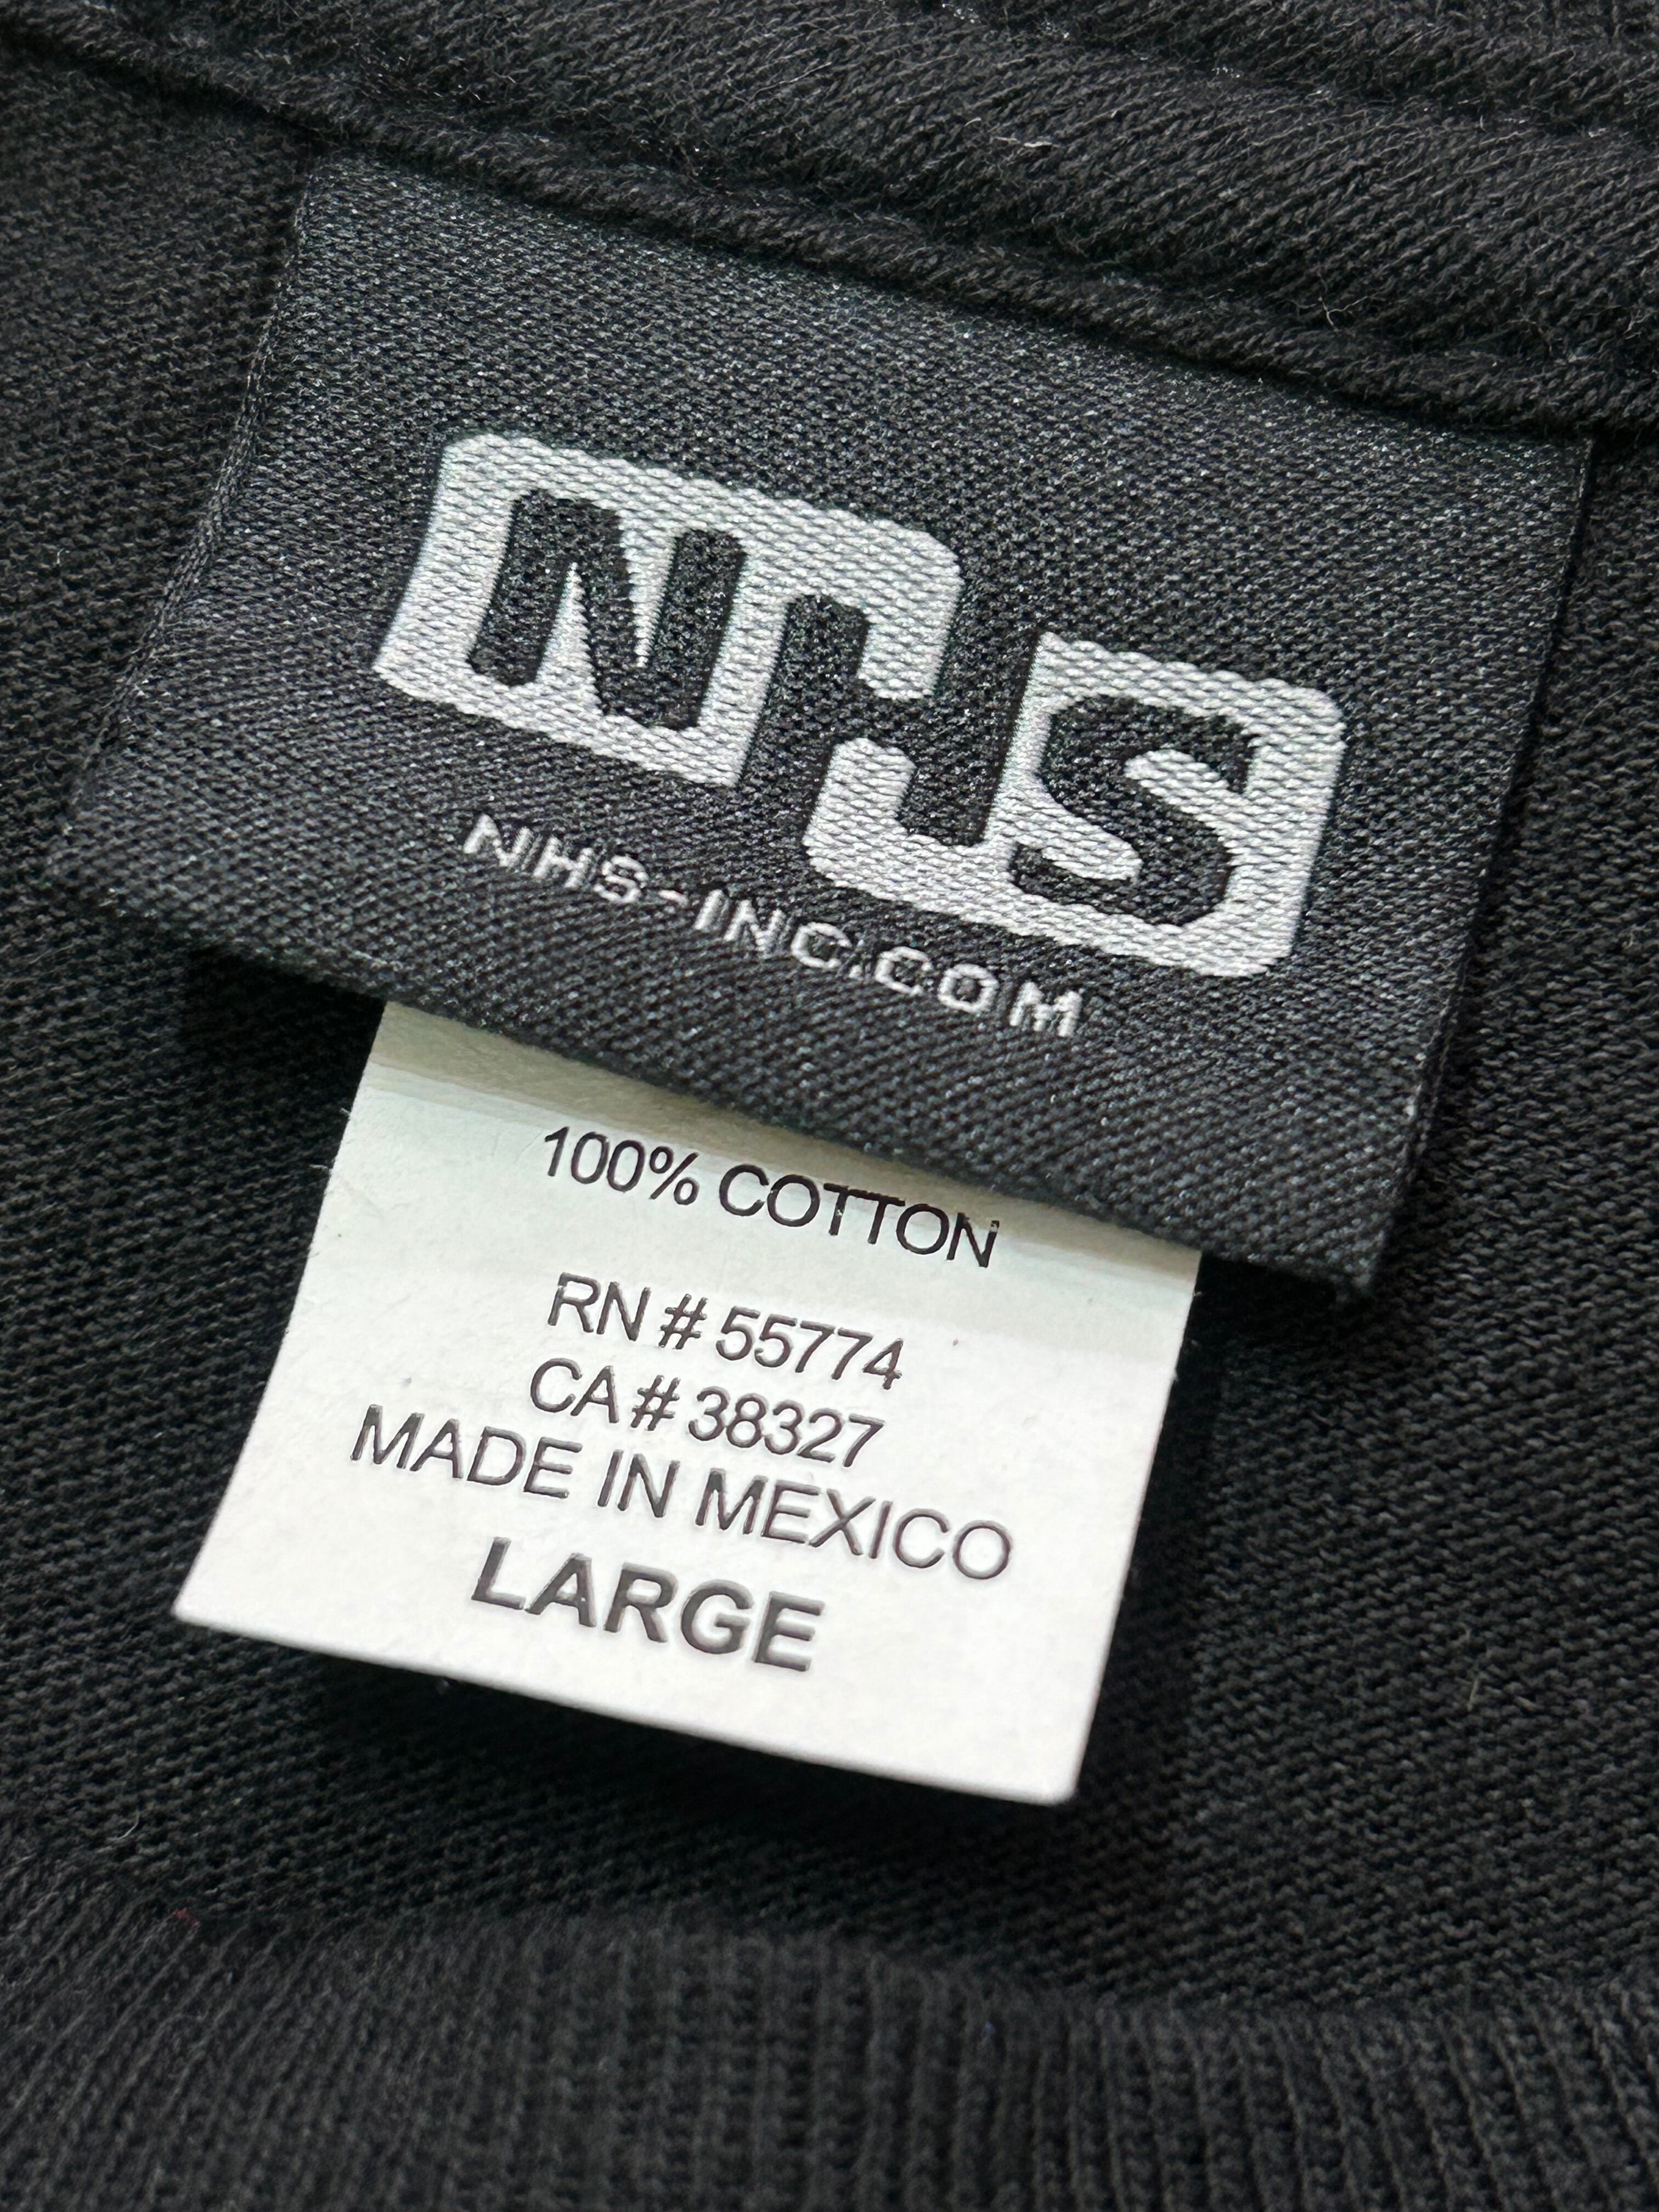 NHS
NHS-INC.COM
100% COTTON
RN # 55774
CA # 38327
MADE IN MEXICO
LARGE